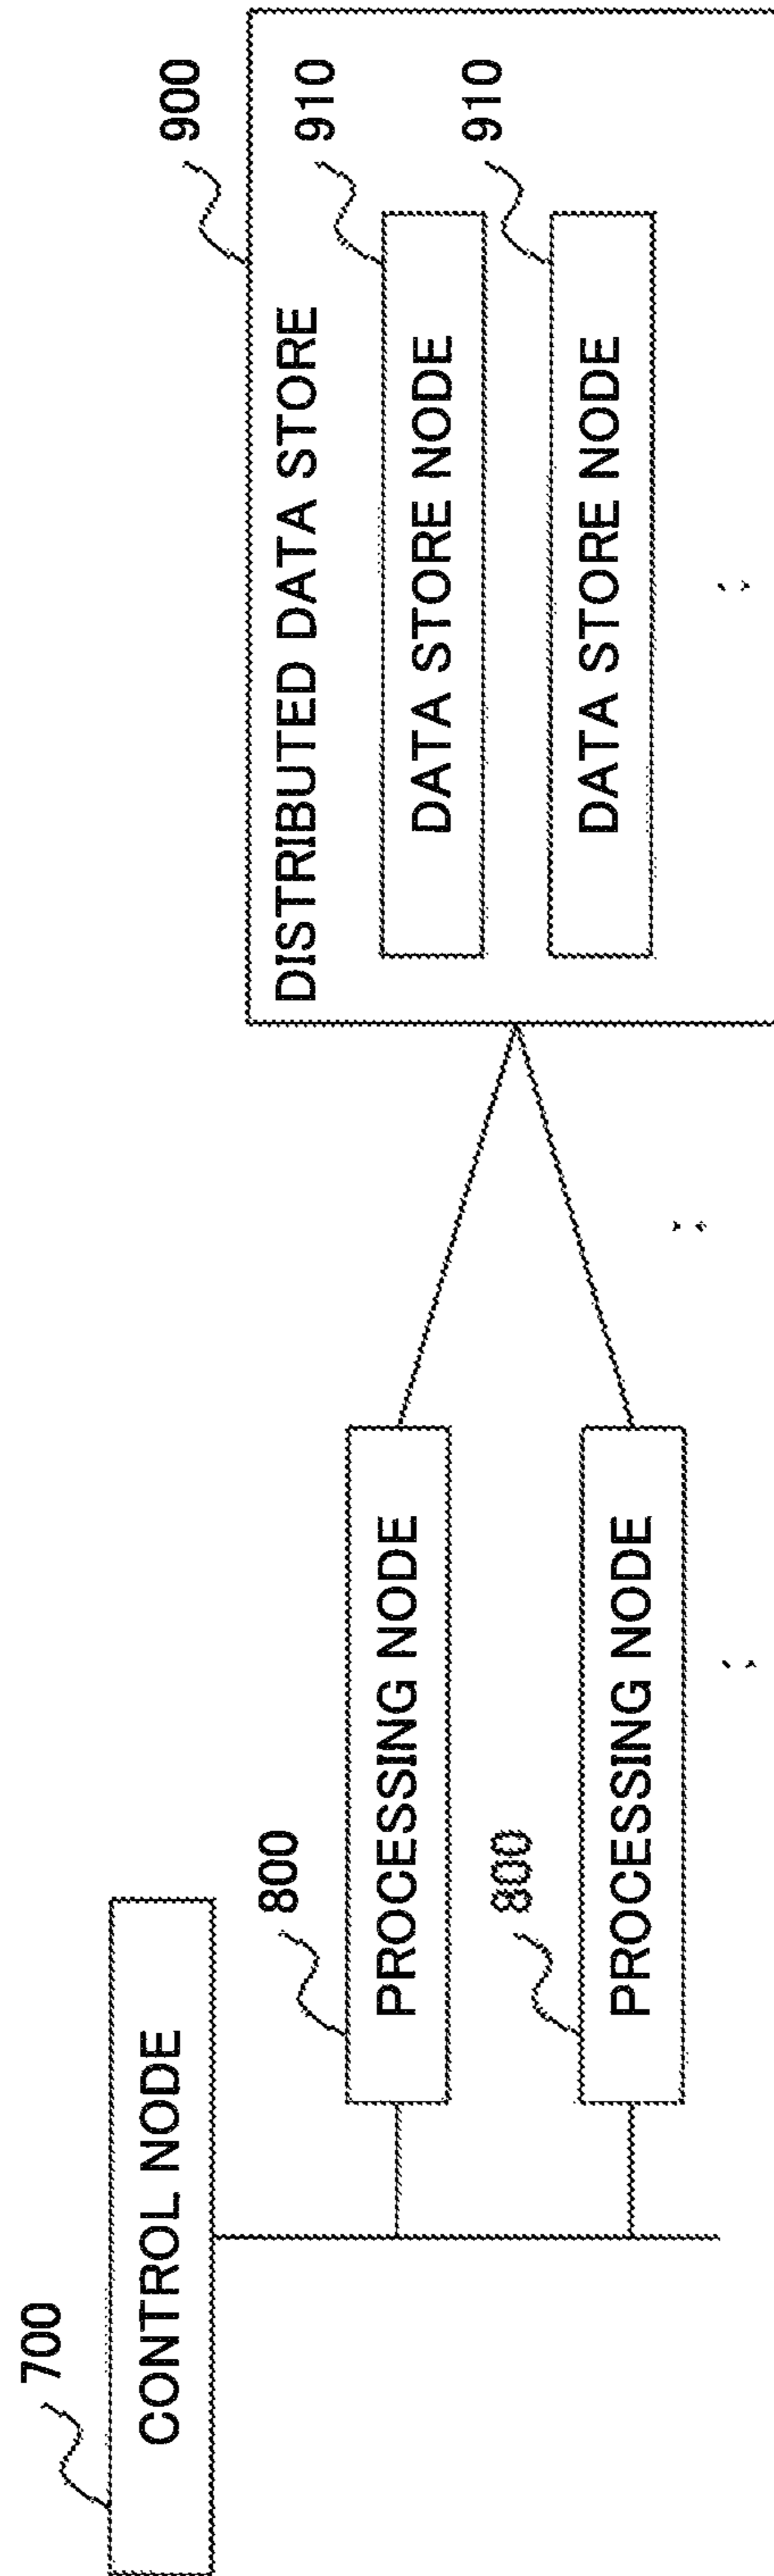 700
CONTROL NODE
800
PROCESSING NODE
800
PROCESSING NODE
900
DISTRIBUTED DATA STORE
910
DATA STORE NODE
910
DATA STORE NODE